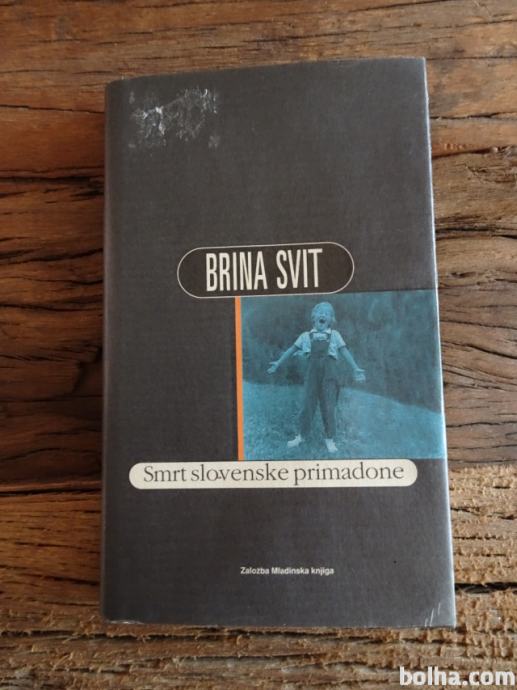 BRINA SVIT
Smrt slovenske primadone
Založba Mladinska knjiga
bolha.com